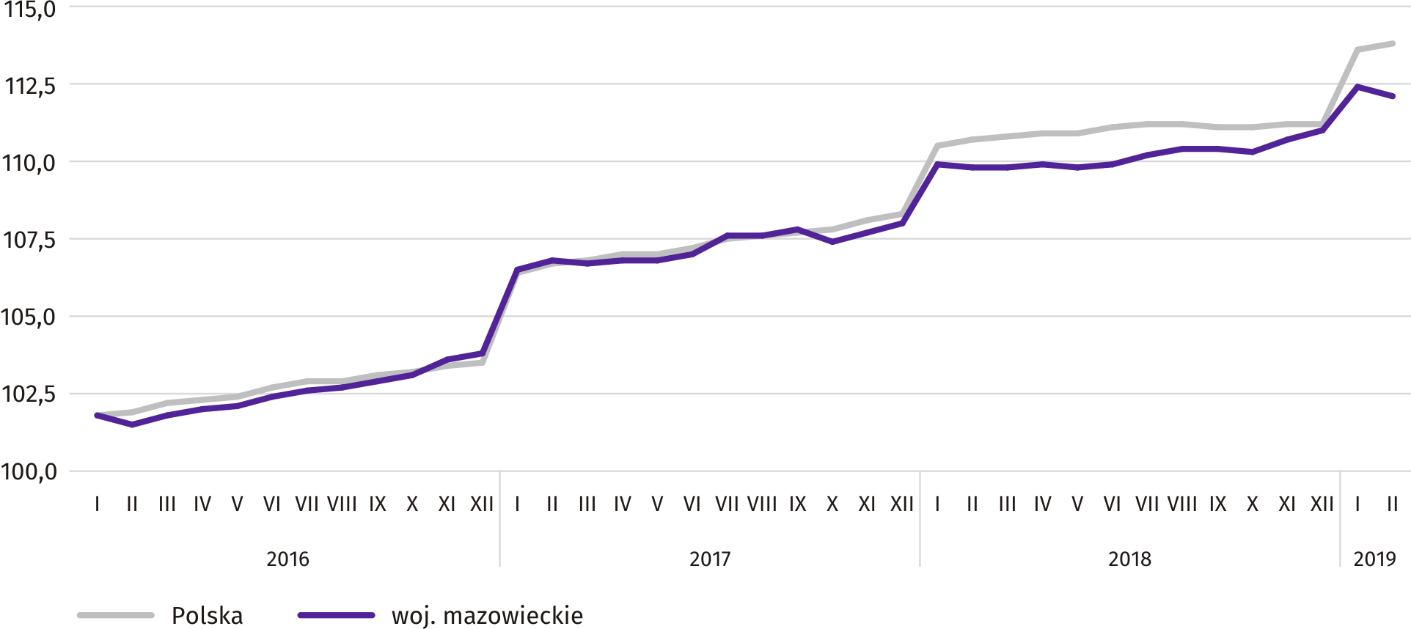 115,0
112,5
110,0
107,5
105,0
102,5
100,0
I II III IV V VI VII VIII IX X XI XII I II III IV V VI VII VIII IX X XI XII I II III IV V VI VII VIII IX X XI XII I II
2016 2017 2018 2019
Polska woj. mazowieckie